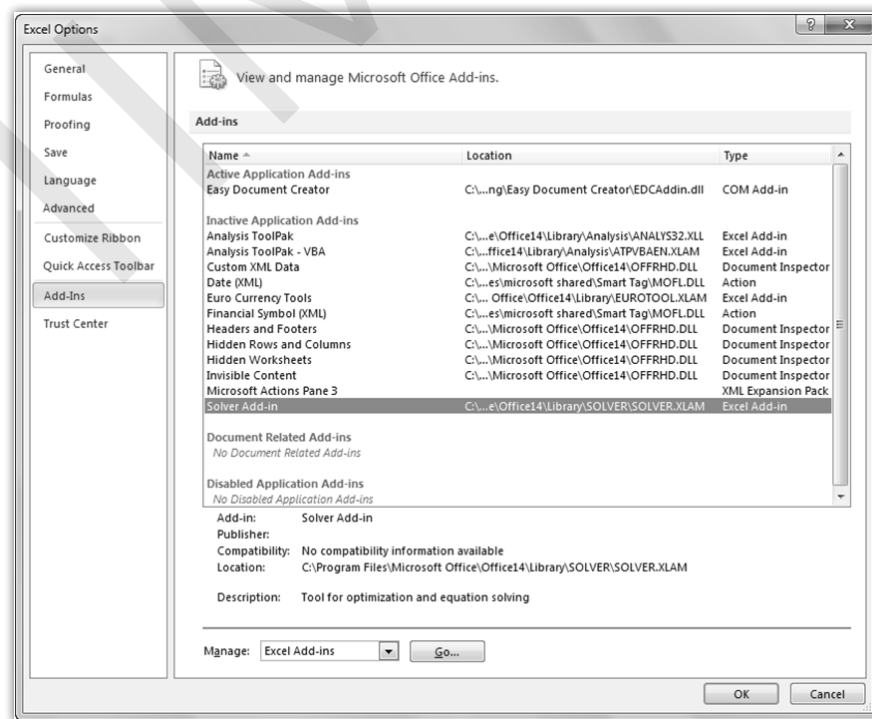 Excel Options
General
Formulas
Proofing
Save
Language
Advanced
Customize Ribbon
Quick Access Toolbar
Add-Ins
Trust Center
View and manage Microsoft Office Add-ins.
Add-ins
Name Location Type
Active Application Add-ins
Easy Document Creator C:\...ng\Easy Document Creator\EDCAddin.dll COM Add-in
Inactive Application Add-ins
Analysis ToolPak C:\...e\Office14\Library\Analysis\ANALYS32.XLL Excel Add-in
Analysis ToolPak - VBA C:\...ffice14\Library\Analysis\ATPVBAEN.XLAM Excel Add-in
Custom XML Data C:\...\Microsoft Office\Office14\OFFRHD.DLL Document Inspector
Date (XML) C:\...es\microsoft shared\Smart Tag\MOFL.DLL Action
Euro Currency Tools C:\... Office\Office14\Library\EUROTOOL.XLAM Excel Add-in
Financial Symbol (XML) C:\...es\microsoft shared\Smart Tag\MOFL.DLL Action
Headers and Footers C:\...\Microsoft Office\Office14\OFFRHD.DLL Document Inspector
Hidden Rows and Columns C:\...\Microsoft Office\Office14\OFFRHD.DLL Document Inspector
Hidden Worksheets C:\...\Microsoft Office\Office14\OFFRHD.DLL Document Inspector
Invisible Content C:\...\Microsoft Office\Office14\OFFRHD.DLL Document Inspector
Microsoft Actions Pane 3 XML Expansion Pack
Solver Add-in C:\...e\Office14\Library\SOLVER\SOLVER.XLAM Excel Add-in
Document Related Add-ins
No Document Related Add-ins
Disabled Application Add-ins
No Disabled Application Add-ins
Add-in: Solver Add-in
Publisher:
Compatibility: No compatibility information available
Location: C:\Program Files\Microsoft Office\Office14\Library\SOLVER\SOLVER.XLAM
Description: Tool for optimization and equation solving
Manage: Excel Add-ins Go...
OK Cancel